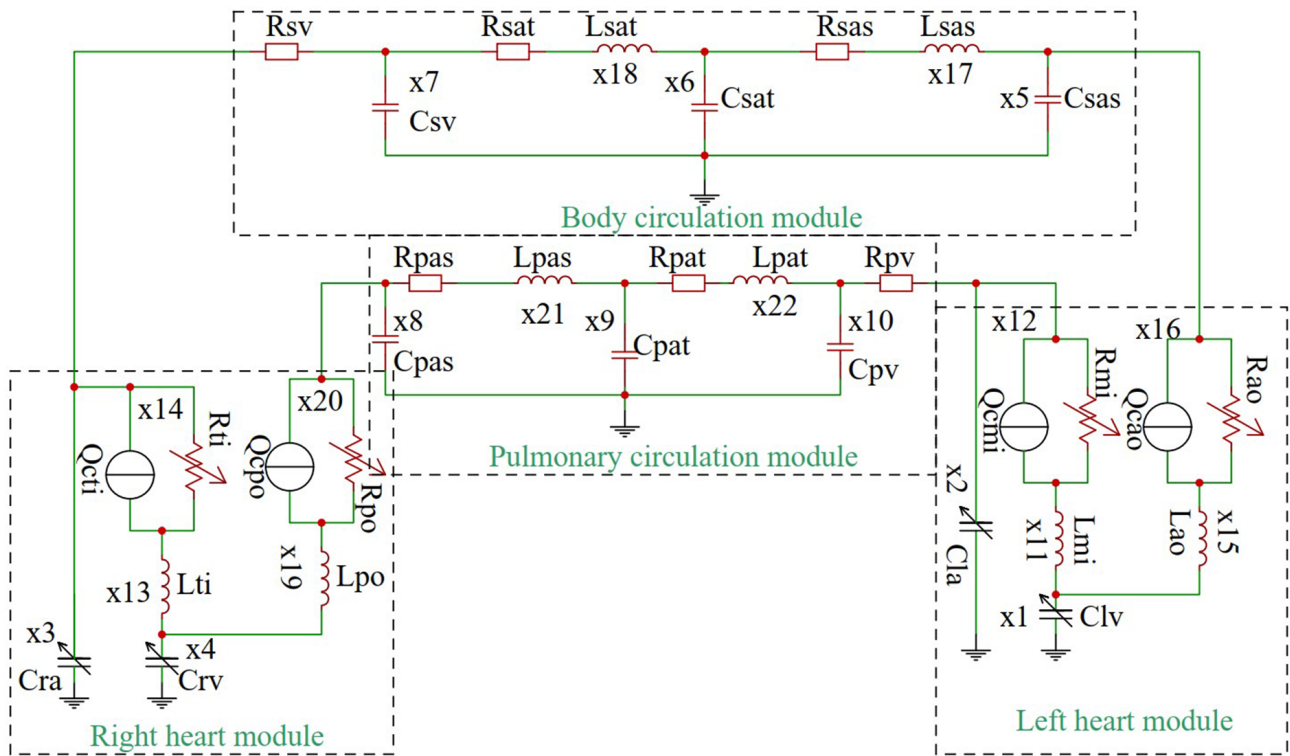 Rsv
Rsat
Lsat
Rsas
Lsas
x7
x18
x6
x17
Csv
Csat
x5
Csas
Body circulation module
Rpas
Lpas
Rpat
Lpat
Rpv
x8
x21
x9
x22
x10
x12
x16
Cpas
Cpat
Cpv
x14
Rti
x20
Rmi
Rao
Qcti
Qcpo
Rpo
Qcmi
Qcao
Pulmonary circulation module
x2
Cla
x13
Lti
x19
Lpo
x11
Lmi
Lao
x15
x3
Cra
x4
Crv
x1
Clv
Right heart module
Left heart module